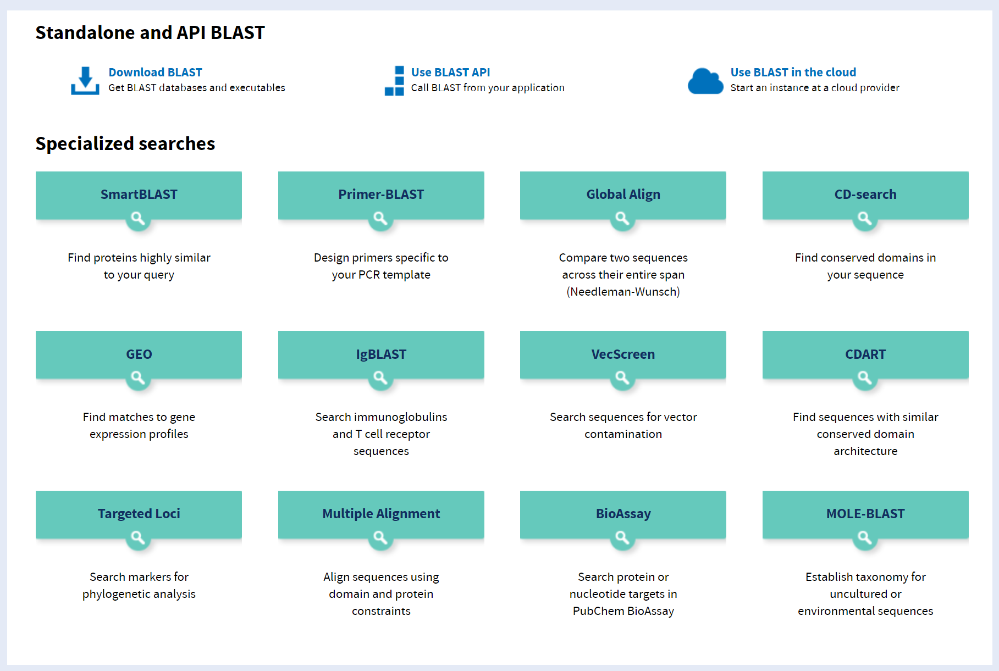 Standalone and API BLAST
Download BLAST
Get BLAST databases and executables
Use BLAST API
Call BLAST from your application
Use BLAST in the cloud
Start an instance at a cloud provider
Specialized searches
SmartBLAST
Find proteins highly similar
to your query
Primer-BLAST
Design primers specific to
your PCR template
Global Align
Compare two sequences
across their entire span
(Needleman-Wunsch)
CD-search
Find conserved domains in
your sequence
GEO
Find matches to gene
expression profiles
IgBLAST
Search immunoglobulins
and T cell receptor
sequences
VecScreen
Search sequences for vector
contamination
CDART
Find sequences with similar
conserved domain
architecture
Targeted Loci
Search markers for
phylogenetic analysis
Multiple Alignment
Align sequences using
domain and protein
constraints
BioAssay
Search protein or
nucleotide targets in
PubChem BioAssay
MOLE-BLAST
Establish taxonomy for
uncultured or
environmental sequences